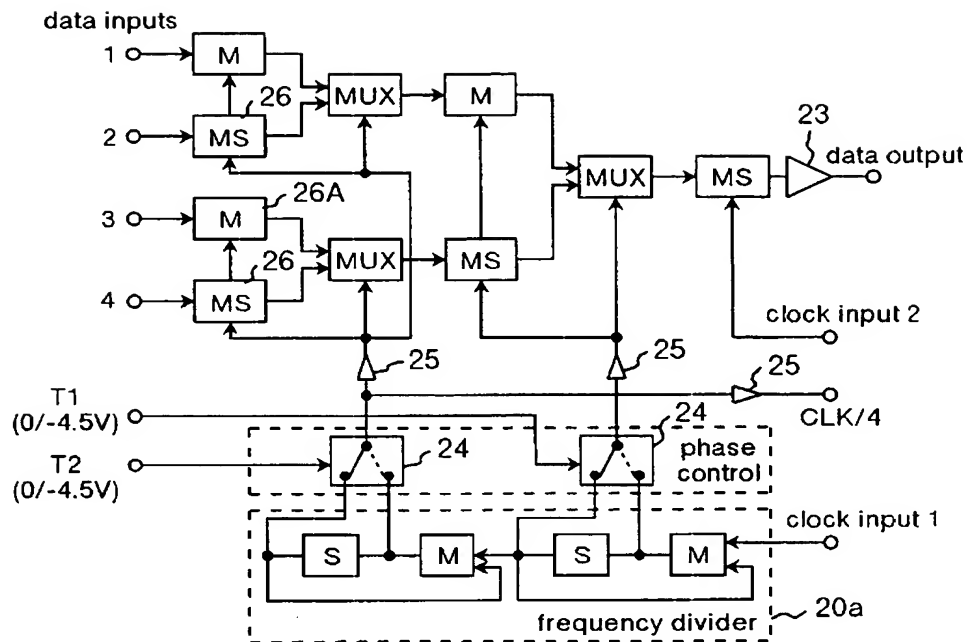 data inputs
1
M
2
26
MS
MUX
M
MUX
MS
23
data output
3
26A
M
4
26
MS
MUX
MS
clock input 2
25
25
25
CLK/4
T1
(0/-4.5V)
T2
(0/-4.5V)
24
24
phase
control
clock input 1
S
M
S
M
frequency divider
20a